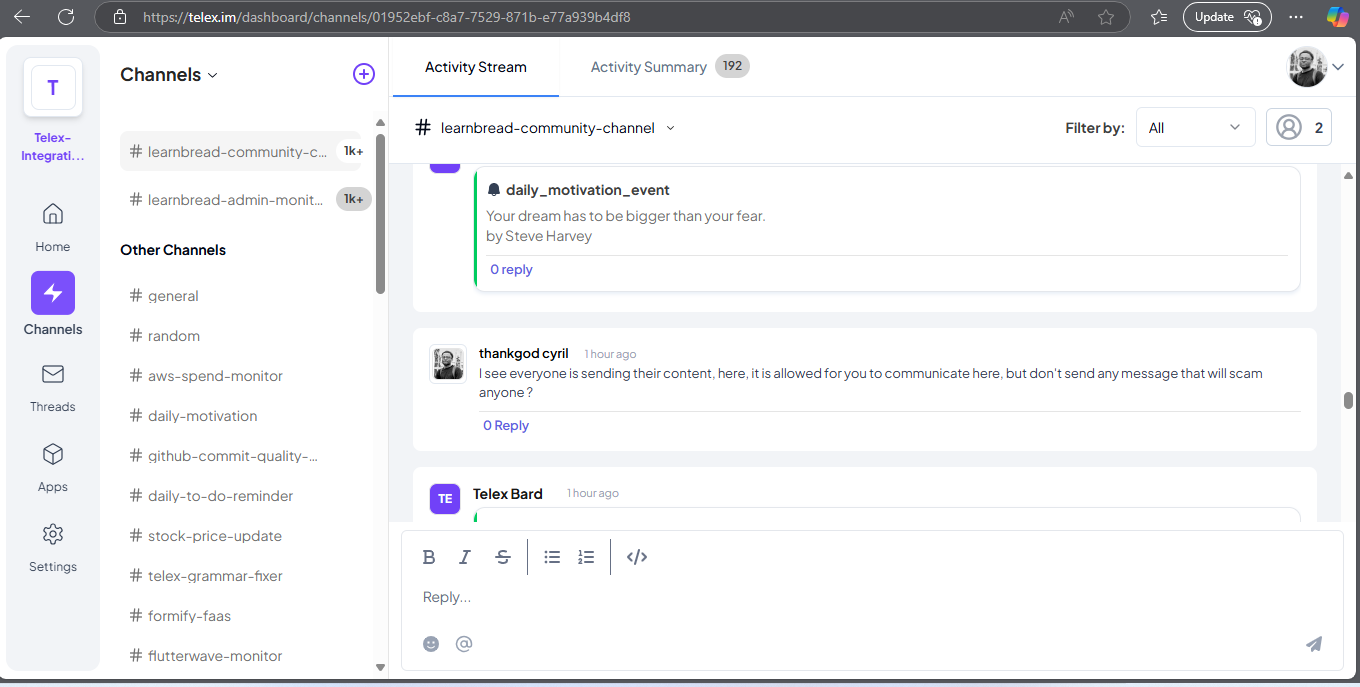 https://telex.im/dashboard/channels/01952ebf-c8a7-7529-871b-e77a939b4df8
A
Update
T
Telex-
Integrati...
Home
Channels
Threads
Apps
Settings
Channels
# learnbread-community-c... 1k+
# learnbread-admin-monit... 1k+
Other Channels
# general
# random
# aws-spend-monitor
# daily-motivation
# github-commit-quality-...
# daily-to-do-reminder
# stock-price-update
# telex-grammar-fixer
# formify-faas
# flutterwave-monitor
Activity Stream
Activity Summary 192
# learnbread-community-channel
Filter by: All 2
daily_motivation_event
Your dream has to be bigger than your fear.
by Steve Harvey
0 reply
thankgod cyril 1 hour ago
I see everyone is sending their content, here, it is allowed for you to communicate here, but don't send any message that will scam
anyone ?
0 Reply
TE Telex Bard 1 hour ago
B I S </>
Reply...
@